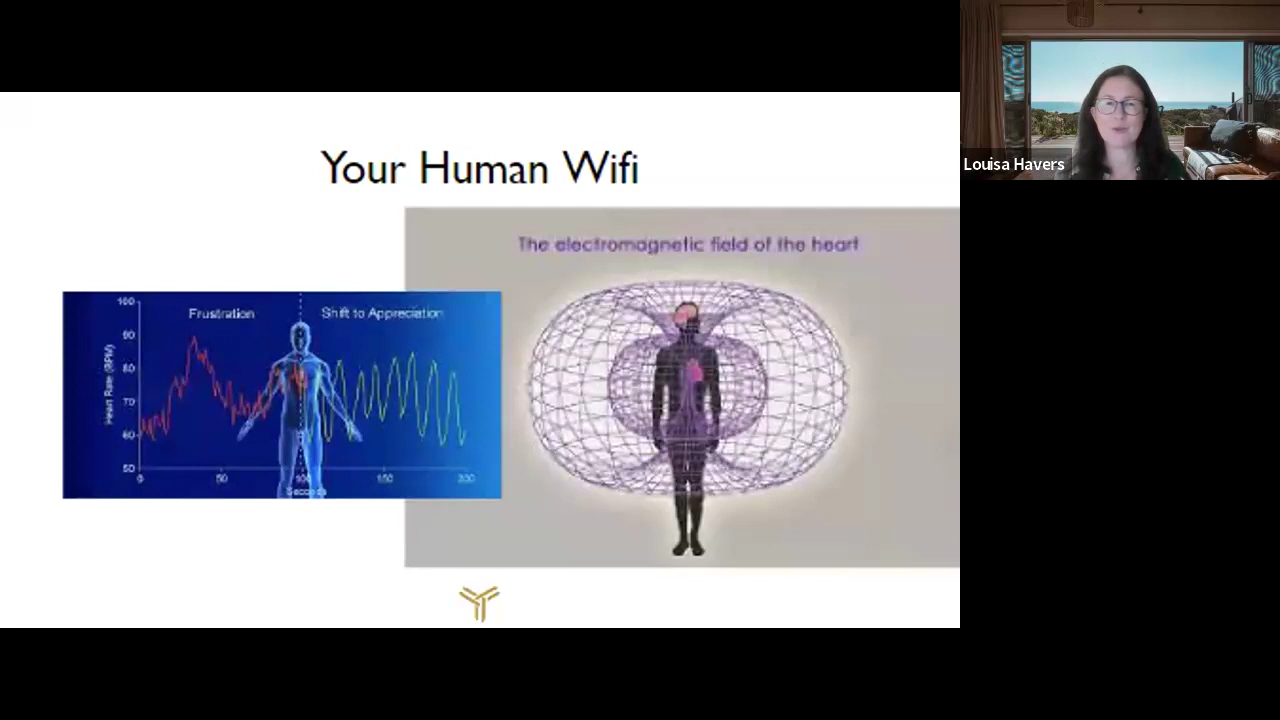 Your Human Wifi
The electromagnetic field of the heart
Frustration
Shift to Appreciation
Heart Rate (BPM)
100
90
80
70
60
50
0
50
100
150
200
Seconds
Louisa Havers